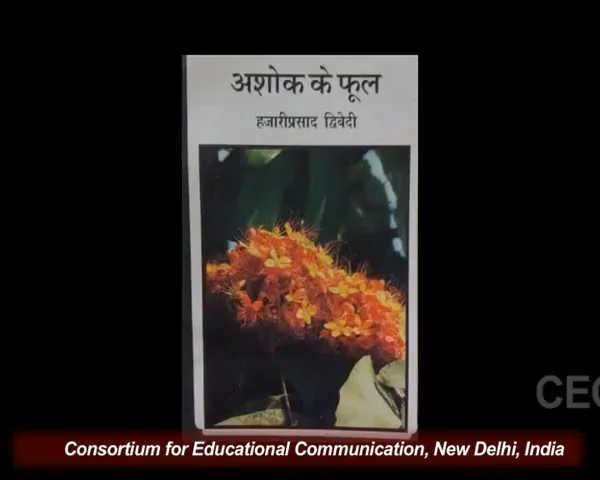 अशोक के फूल
हजारीप्रसाद द्विवेदी
CEC
Consortium for Educational Communication, New Delhi, India